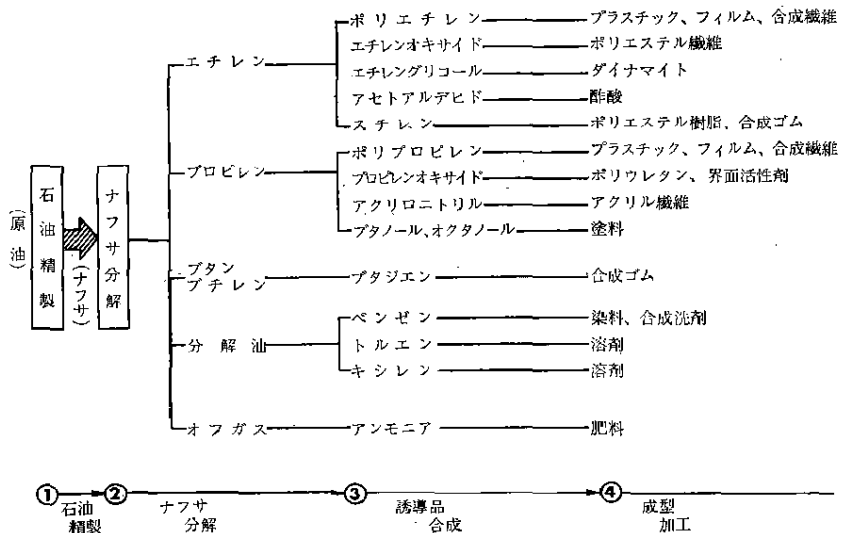 (原油)
石油精製
(ナフサ)
ナフサ分解
エチレン
ポリエチレン プラスチック、フィルム、合成繊維
エチレンオキサイド ポリエステル繊維
エチレングリコール ダイナマイト
アセトアルデヒド 酢酸
スチレン ポリエステル樹脂、合成ゴム
プロピレン
ポリプロピレン プラスチック、フィルム、合成繊維
プロピレンオキサイド ポリウレタン、界面活性剤
アクリロニトリル アクリル繊維
ブタノール、オクタノール 塗料
ブタン
ブチレン
ブタジエン 合成ゴム
分解油
ベンゼン 染料、合成洗剤
トルエン 溶剤
キシレン 溶剤
オフガス アンモニア 肥料
① ② ③ ④
石油
精製
ナフサ
分解
誘導品
合成
成型
加工